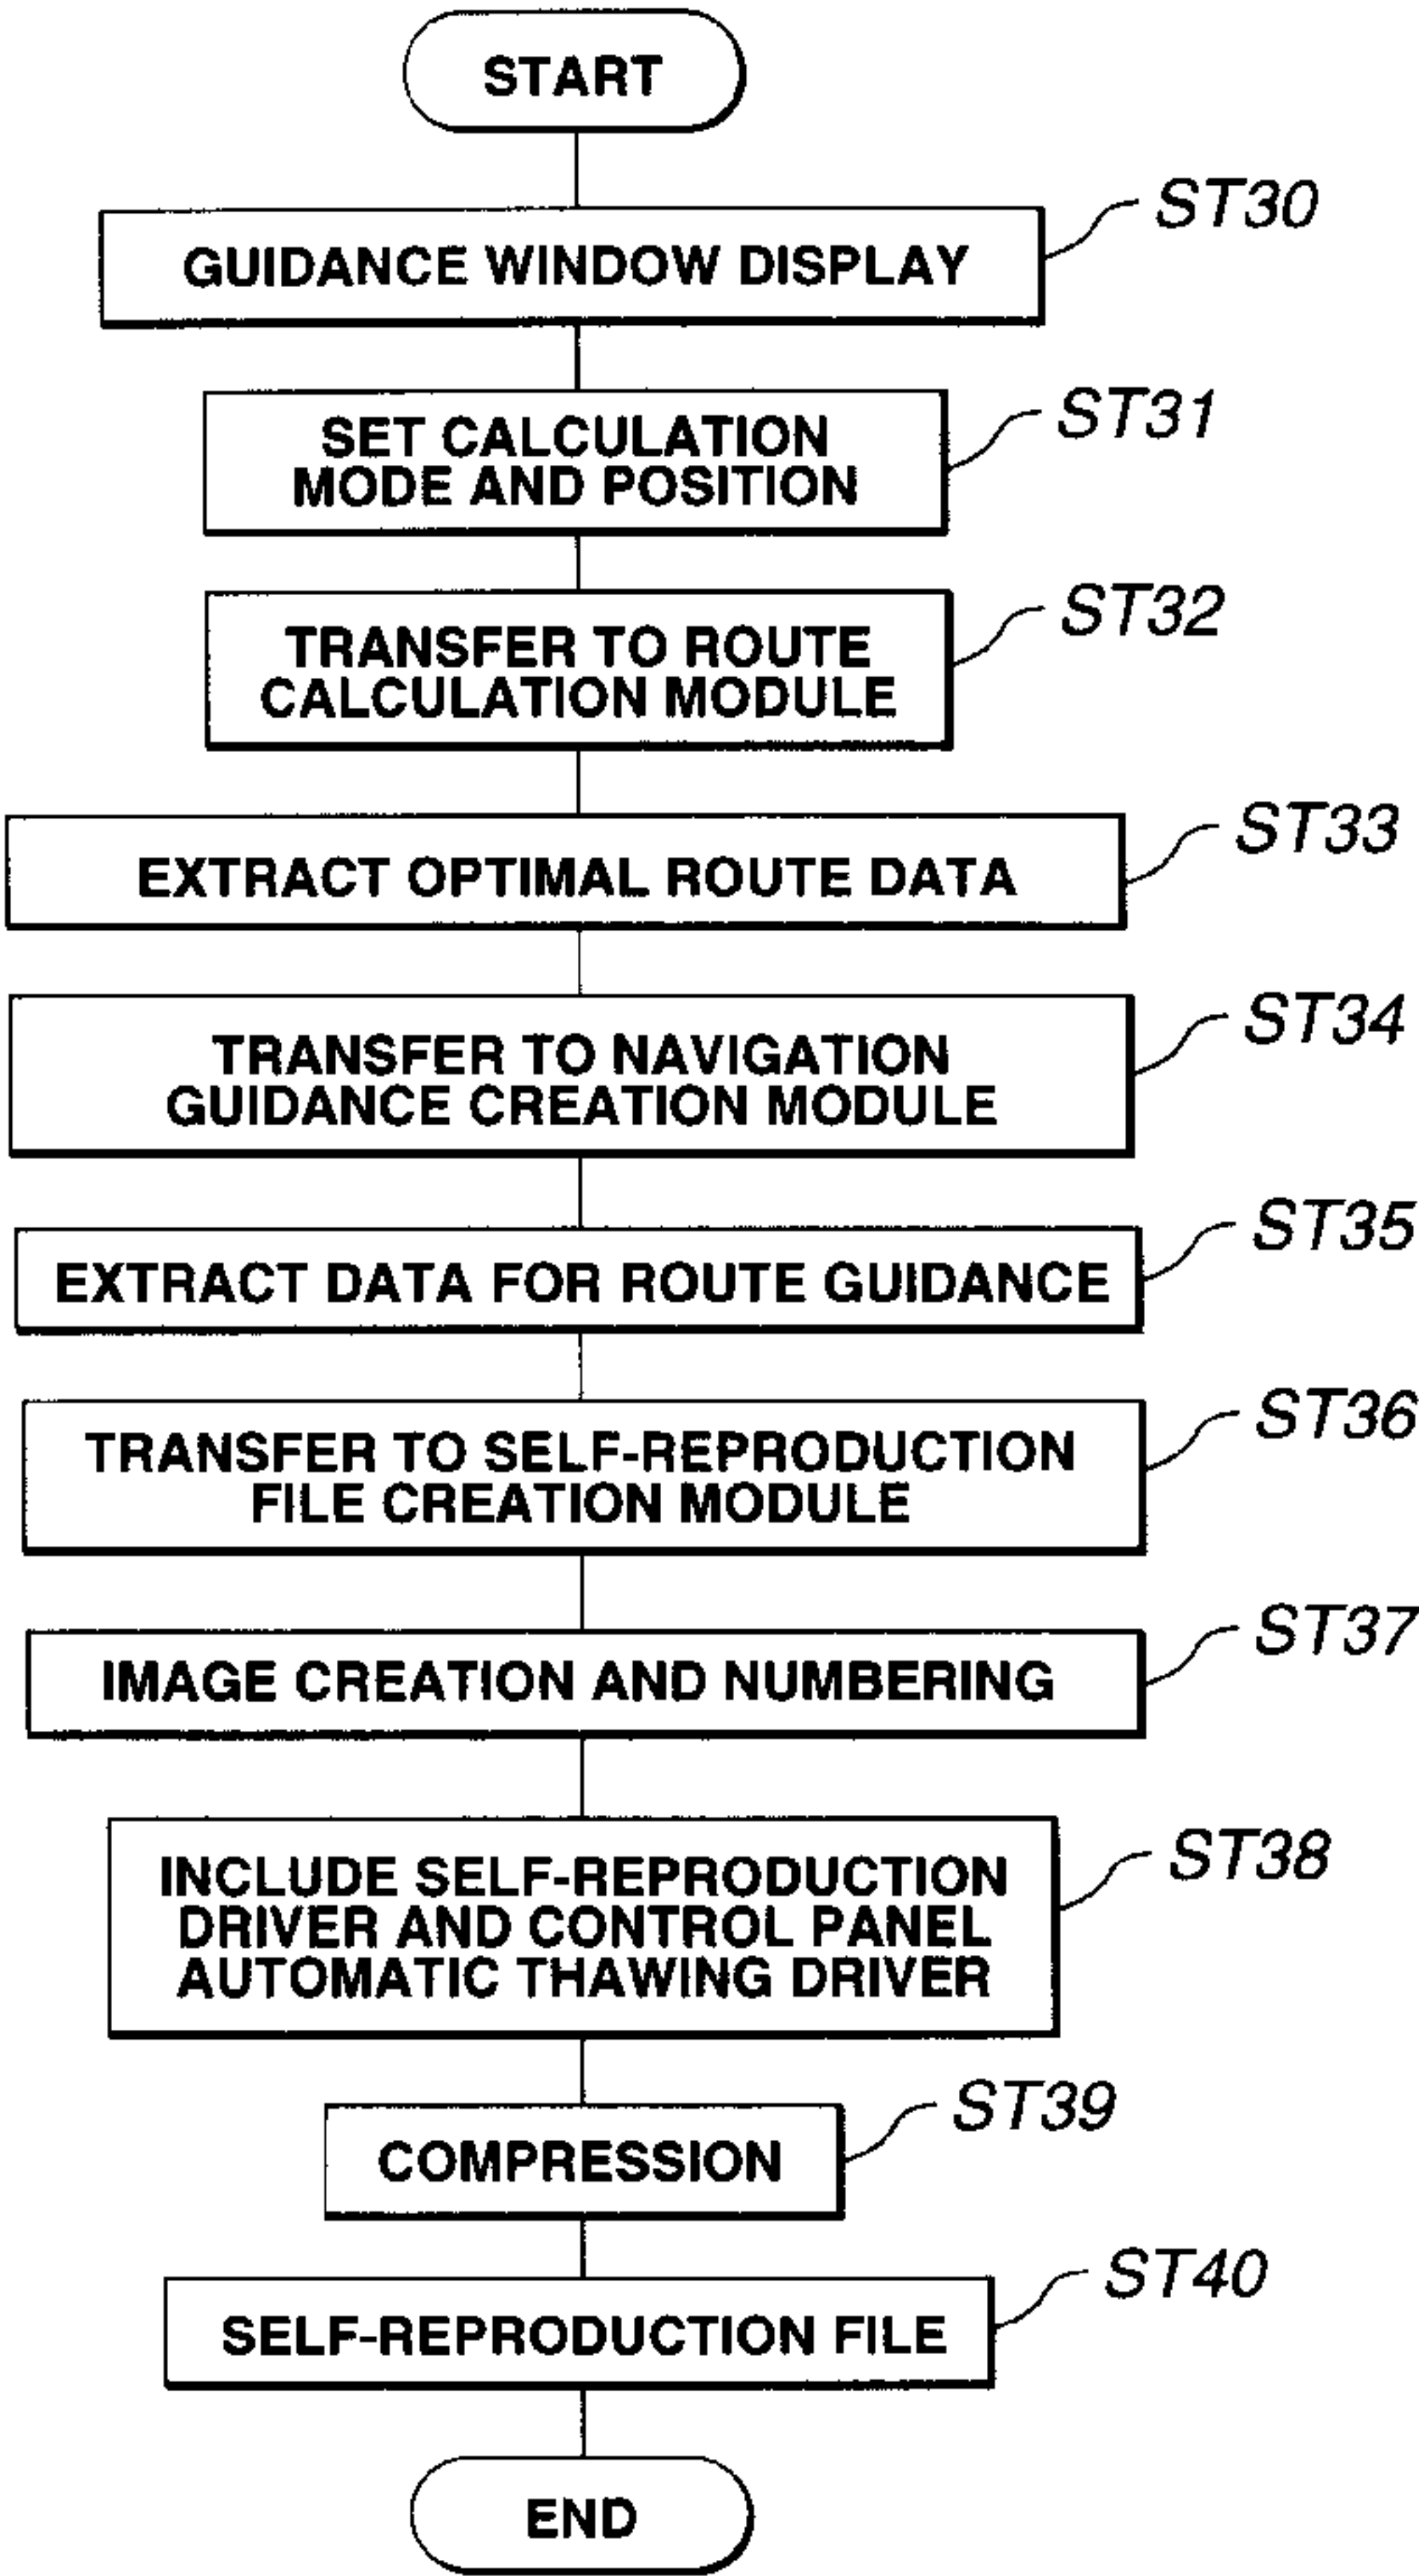 START
ST30
GUIDANCE WINDOW DISPLAY
ST31
SET CALCULATION
MODE AND POSITION
ST32
TRANSFER TO ROUTE
CALCULATION MODULE
ST33
EXTRACT OPTIMAL ROUTE DATA
ST34
TRANSFER TO NAVIGATION
GUIDANCE CREATION MODULE
ST35
EXTRACT DATA FOR ROUTE GUIDANCE
ST36
TRANSFER TO SELF-REPRODUCTION
FILE CREATION MODULE
ST37
IMAGE CREATION AND NUMBERING
ST38
INCLUDE SELF-REPRODUCTION
DRIVER AND CONTROL PANEL
AUTOMATIC THAWING DRIVER
ST39
COMPRESSION
ST40
SELF-REPRODUCTION FILE
END